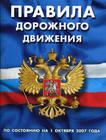 ПРАВИЛА
ДОРОЖНОГО
ДВИЖЕНИЯ
ПО СОСТОЯНИЮ НА 1 ОКТЯБРЯ 2007 ГОДА